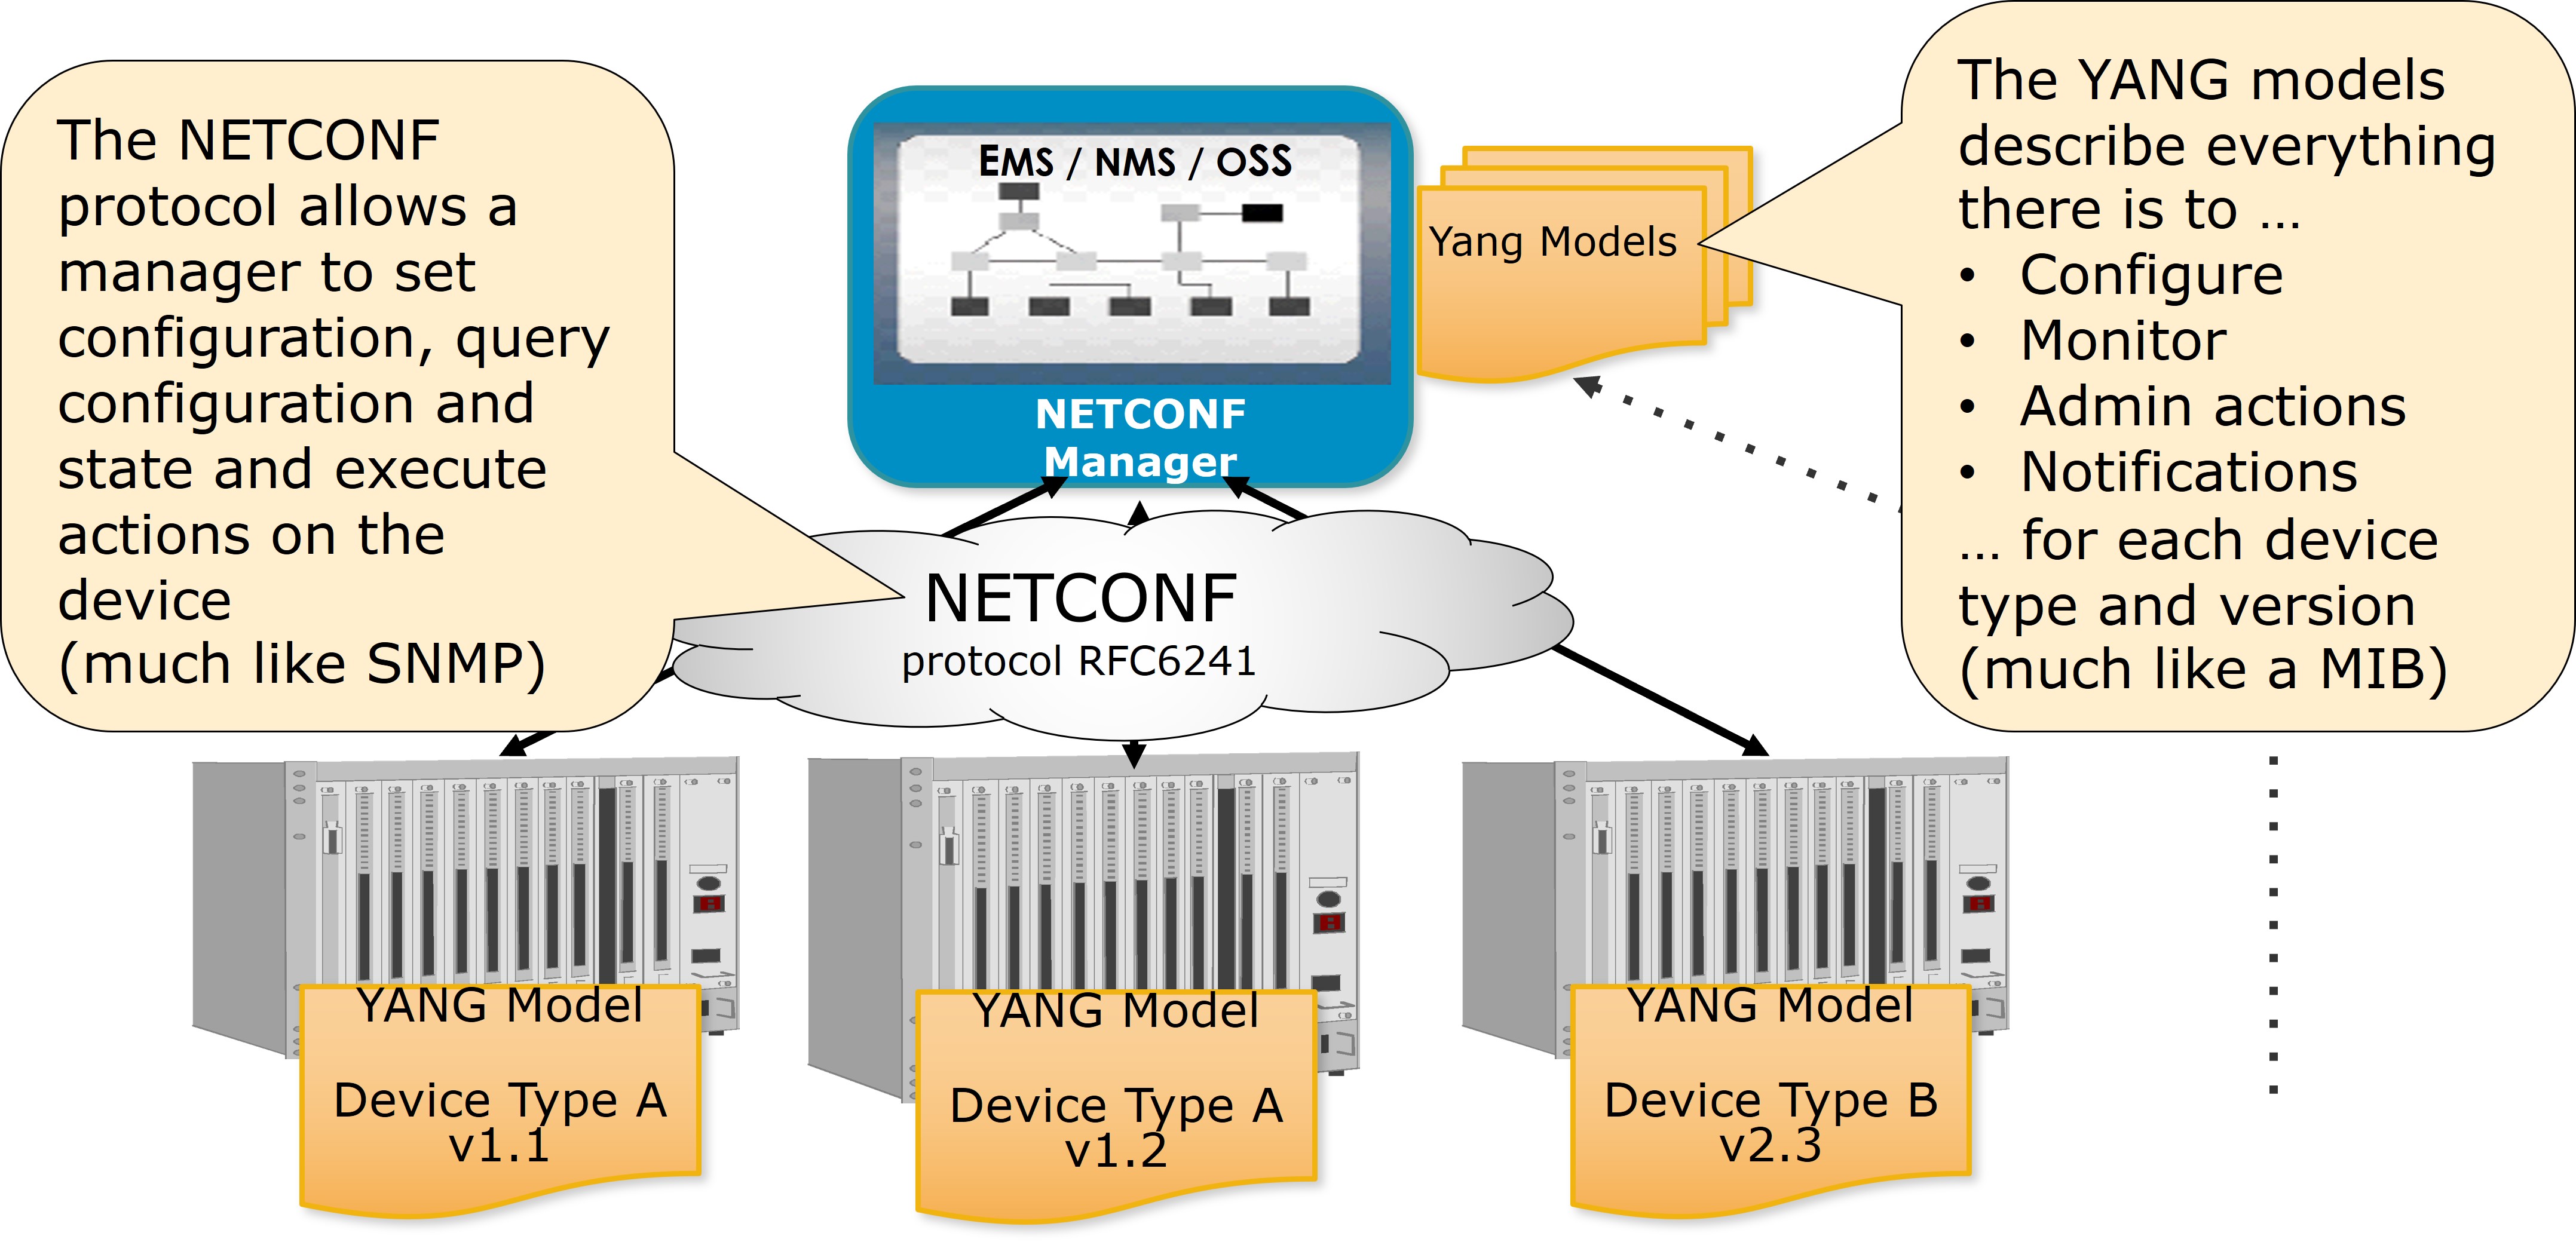 The NETCONF
protocol allows a
manager to set
configuration, query
configuration and
state and execute
actions on the
device
(much like SNMP)
EMS / NMS / OSS
NETCONF
Manager
Yang Models
The YANG models
describe everything
there is to ...
• Configure
• Monitor
• Admin actions
• Notifications
... for each device
type and version
(much like a MIB)
NETCONF
protocol RFC6241
YANG Model
Device Type A
v1.1
YANG Model
Device Type A
v1.2
YANG Model
Device Type B
v2.3